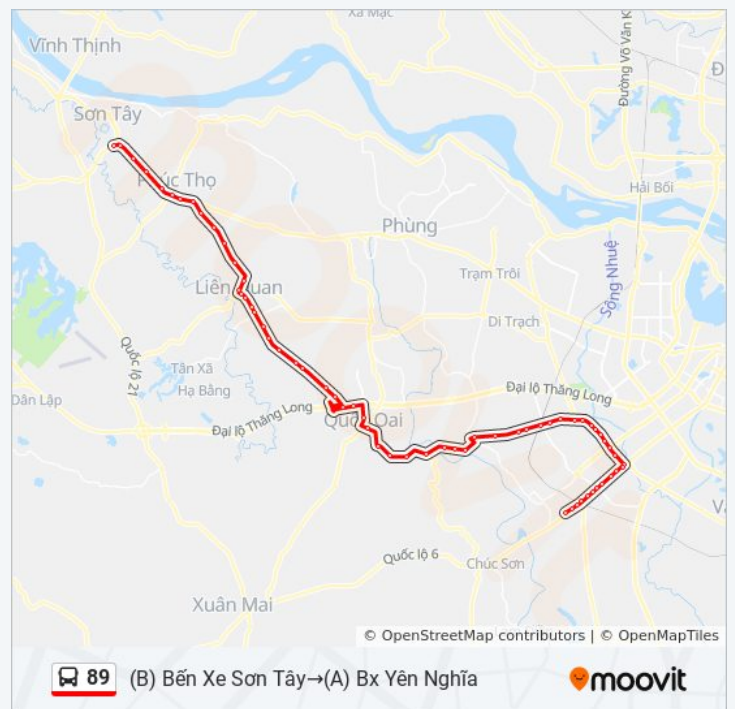 Xa Mạc
Vĩnh Thịnh
Đường Võ Văn K
Đ
Sơn Tây
Phúc Thọ
Hải Bối
Phùng
Sông Nhuệ
Trạm Trôi
Liên Quan
Di Trạch
Quốc lộ 21
Tân Xã
Hạ Bằng
Dân Lập
Đại lộ Thăng Long
Đại lộ Thăng Long
Quốc Oai
V
Quốc lộ 6
Chúc Sơn
Xuân Mai
© OpenStreetMap contributors | © OpenMapTiles
89 (B) Bến Xe Sơn Tây→(A) Bx Yên Nghĩa
moovit